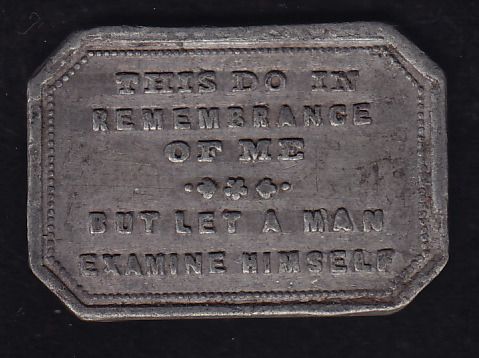 THIS DO IN
REMEMBRANCE
OF ME
BUT LET A MAN
EXAMINE HIMSELF